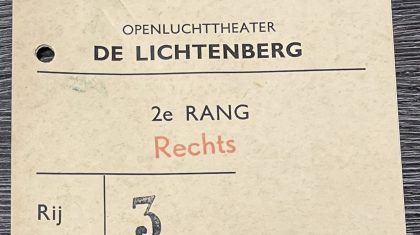 OPENLUCHTTHEATER
DE LICHTENBERG
2e RANG
Rechts
Rij 3